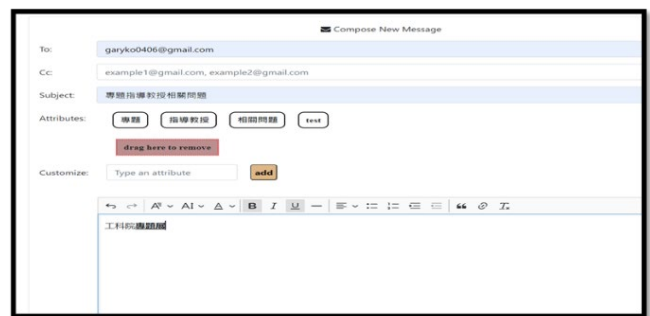 Compose New Message
To: garyko0406@gmail.com
Cc: example1@gmail.com, example2@gmail.com
Subject: 專題指導教授相關問題
Attributes: 專題 指導教授 相關問題 test
drag here to remove
Customize: Type an attribute add
A AI A B I U T
工科院專題展